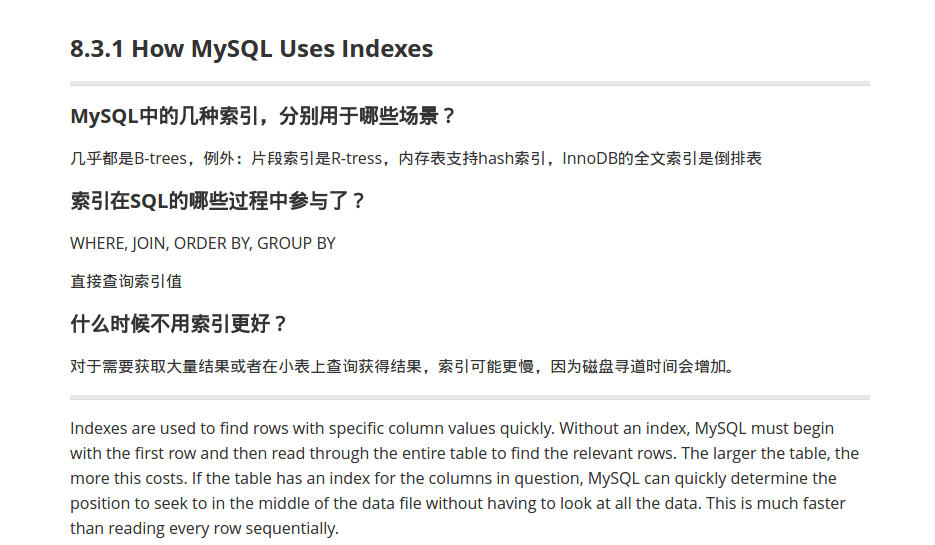 8.3.1 How MySQL Uses Indexes
MySQL中的几种索引，分别用于哪些场景？
几乎都是B-trees，例外：片段索引是R-tress，内存表支持hash索引，InnoDB的全文索引是倒排表
索引在SQL的哪些过程中参与了？
WHERE, JOIN, ORDER BY, GROUP BY
直接查询索引值
什么时候不用索引更好？
对于需要获取大量结果或者在小表上查询获得结果，索引可能更慢，因为磁盘寻道时间会增加。
Indexes are used to find rows with specific column values quickly. Without an index, MySQL must begin
with the first row and then read through the entire table to find the relevant rows. The larger the table, the
more this costs. If the table has an index for the columns in question, MySQL can quickly determine the
position to seek to in the middle of the data file without having to look at all the data. This is much faster
than reading every row sequentially.